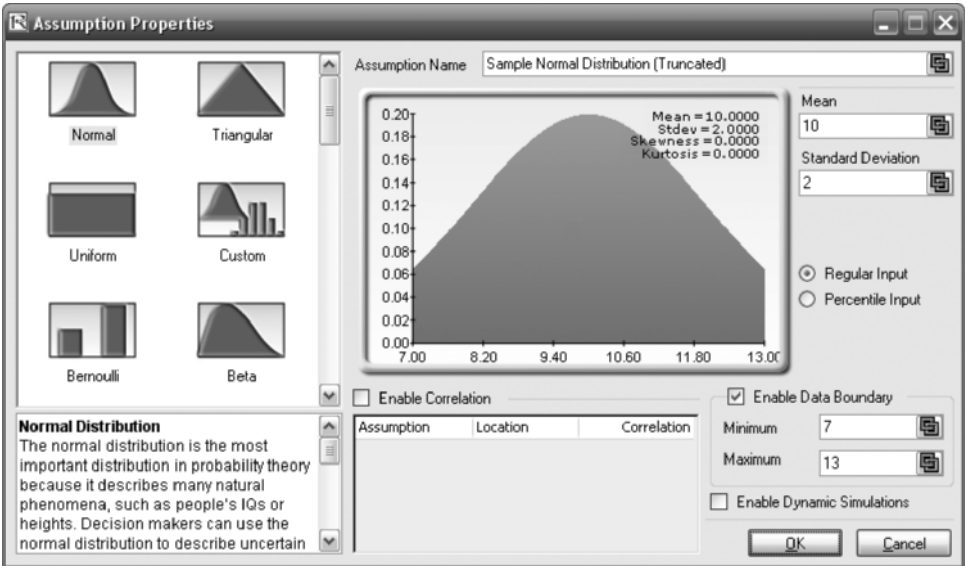 Assumption Properties
Normal
Triangular
Uniform
Custom
Bernoulli
Beta
Normal Distribution
The normal distribution is the most
important distribution in probability theory
because it describes many natural
phenomena, such as people's IQs or
heights. Decision makers can use the
normal distribution to describe uncertain
Assumption Name
Sample Normal Distribution (Truncated)
Mean = 10.0000
Stdev = 2.0000
Skewness = 0.0000
Kurtosis = 0.0000
0.20
0.18
0.16
0.14
0.12
0.10
0.08
0.06
0.04
0.02
0.00
7.00 8.20 9.40 10.60 11.80 13.00
Mean
10
Standard Deviation
2
Regular Input
Percentile Input
Enable Correlation
Assumption Location Correlation
Enable Data Boundary
Minimum 7
Maximum 13
Enable Dynamic Simulations
OK Cancel